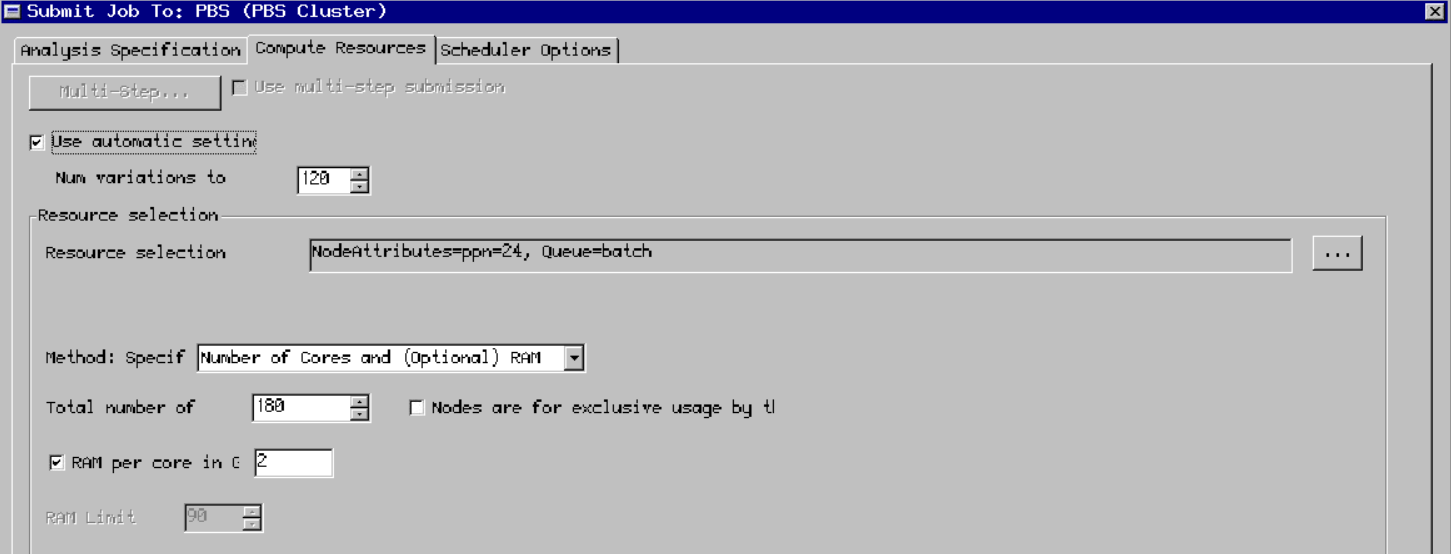 Submit Job To: PBS (PBS Cluster)
Analysis Specification Compute Resources Scheduler Options
Multi-Step... Use multi-step submission
Use automatic setting
Num variations to 120
Resource selection
Resource selection NodeAttributes=ppn=24, Queue=batch ...
Method: Specif Number of Cores and (Optional) RAM
Total number of 180 Nodes are for exclusive usage by th
RAM per core in G 2
RAM Limit 90